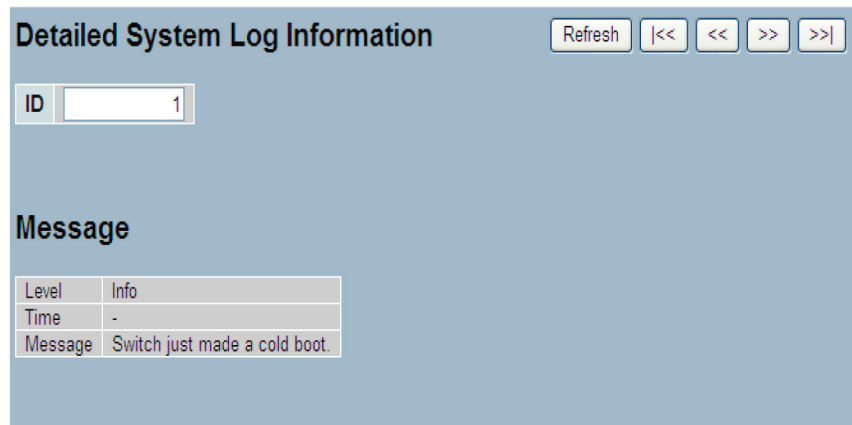 Detailed System Log Information
Refresh |<< << >> >>|
ID 1
Message
Level Info
Time -
Message Switch just made a cold boot.